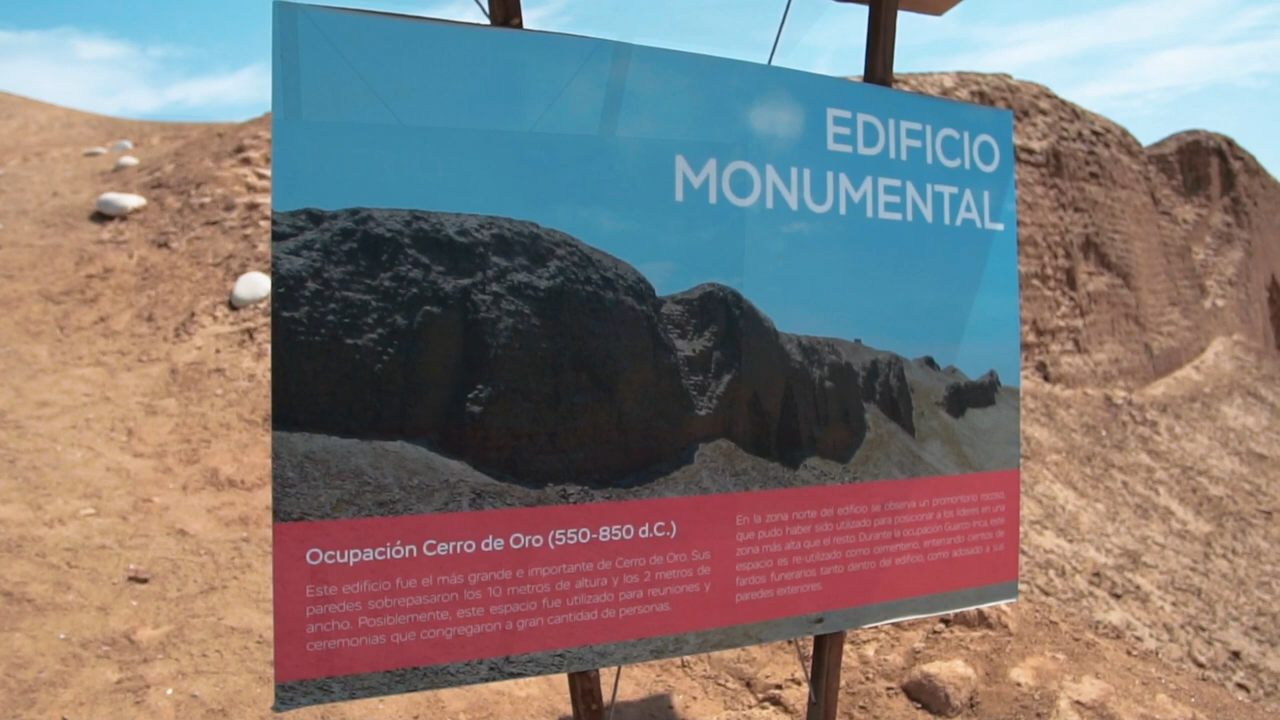 EDIFICIO
MONUMENTAL
Ocupación Cerro de Oro (550-850 d.C.)
Este edificio fue el más grande e importante de Cerro de Oro. Sus
paredes sobrepasaron los 10 metros de altura y los 2 metros de
ancho. Posiblemente, este espacio fue utilizado para reuniones y
ceremonias que congregaron a gran cantidad de personas.
En la zona norte del edificio se observa un promontorio rocoso,
que pudo haber sido utilizado para posicionar a los líderes en una
zona más alta que el resto. Durante la ocupación Guarco-Inca, este
espacio es re-utilizado como cementerio, enterrando cientos de
fardos funerarios tanto dentro del edificio, como adosado a sus
paredes exteriores.